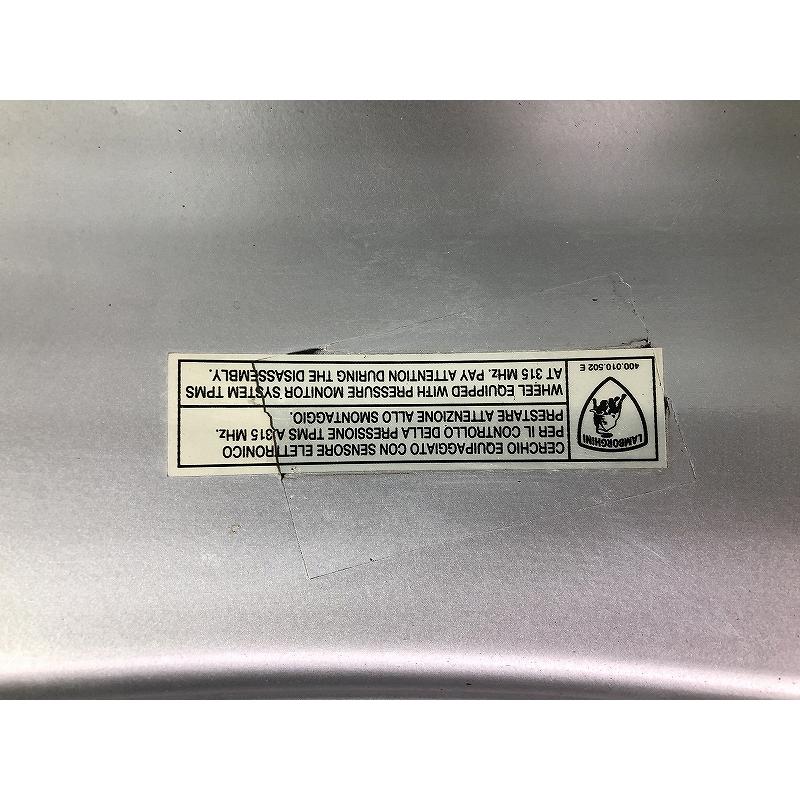 LAMBORGHINI
400.010.502 E
CERCHIO EQUIPAGGIATO CON SENSORE ELETTRONICO
PER IL CONTROLLO DELLA PRESSIONE TPMS A 315 MHz.
PRESTARE ATTENZIONE ALLO SMONTAGGIO.
WHEEL EQUIPPED WITH PRESSURE MONITOR SYSTEM TPMS
AT 315 MHz. PAY ATTENTION DURING THE DISASSEMBLY.